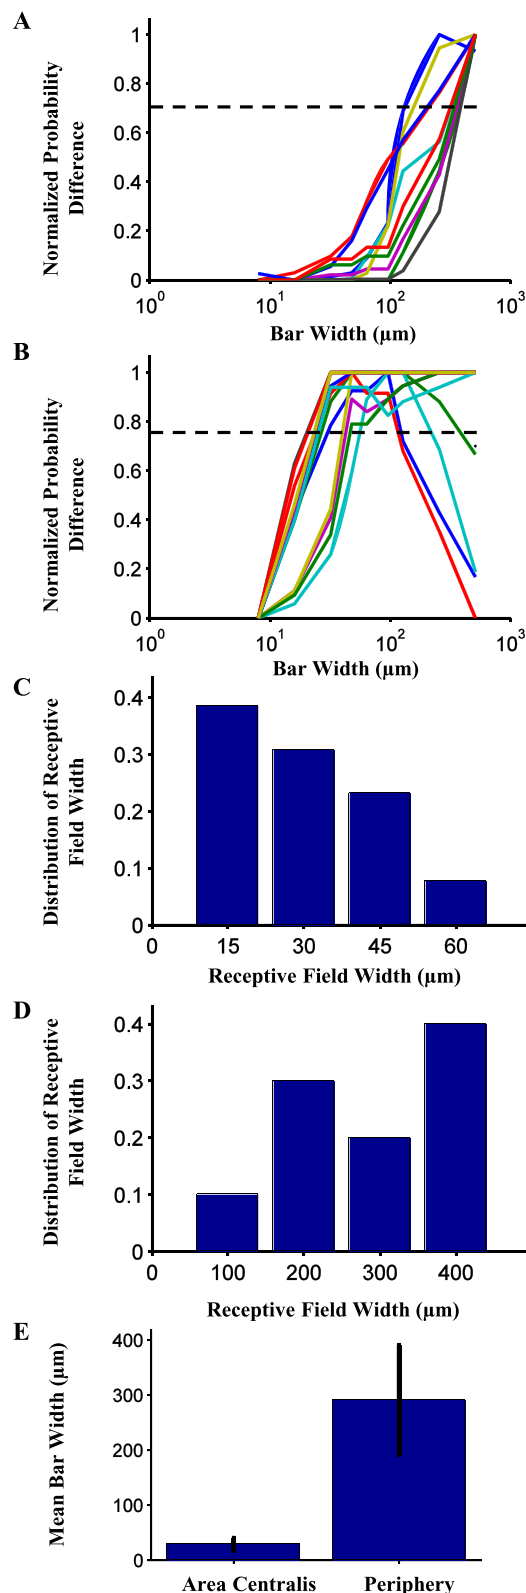 A
Normalized Probability
Difference
1
0.8
0.6
0.4
0.2
0
10^0
10^1
10^2
10^3
Bar Width (µm)
B
Normalized Probability
Difference
1
0.8
0.6
0.4
0.2
0
10^0
10^1
10^2
10^3
Bar Width (µm)
C
Distribution of Receptive
Field Width
0.4
0.3
0.2
0.1
0
0
15
30
45
60
Receptive Field Width (µm)
D
Distribution of Receptive
Field Width
0.4
0.3
0.2
0.1
0
0
100
200
300
400
Receptive Field Width (µm)
E
Mean Bar Width (µm)
400
300
200
100
0
Area Centralis
Periphery